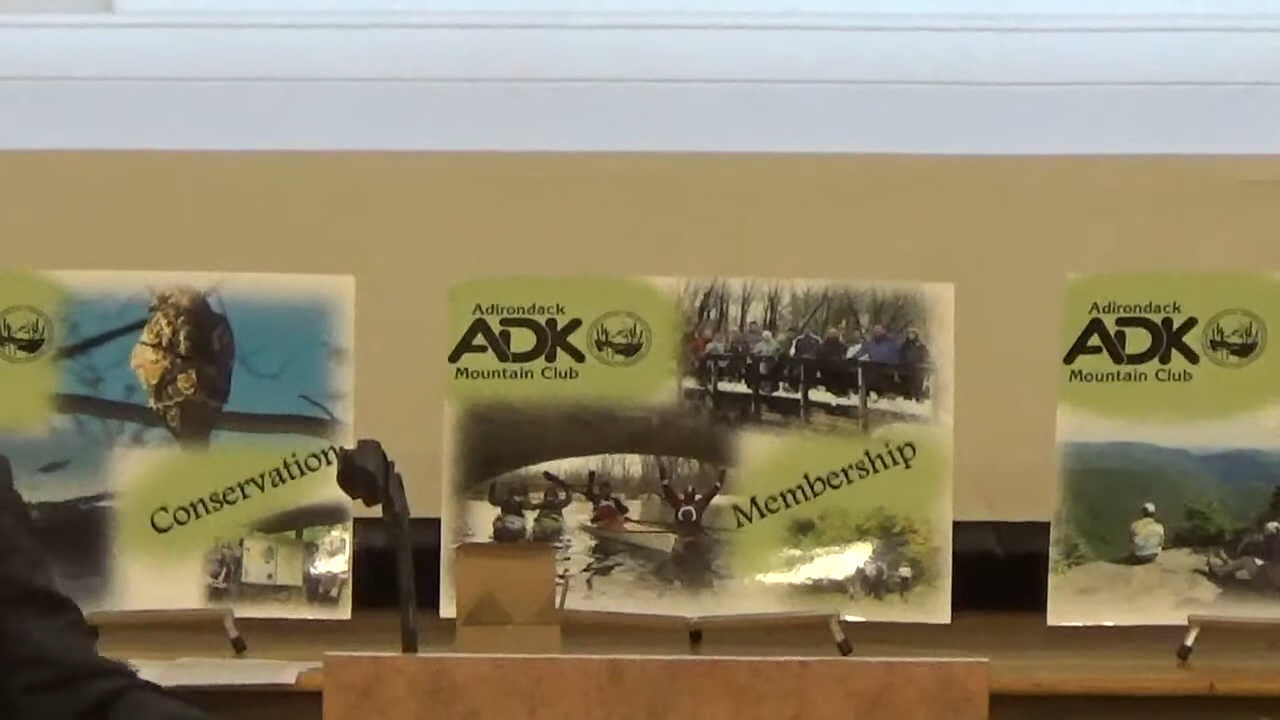 Conservation
Adirondack
ADK
Mountain Club
Membership
Adirondack
ADK
Mountain Club